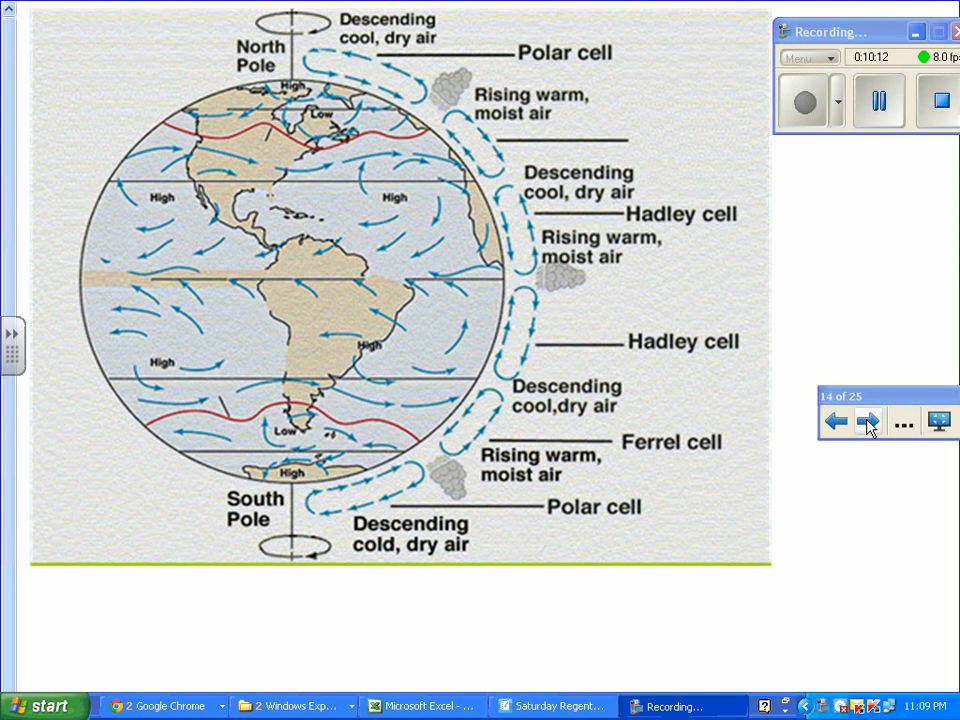 Descending
cool, dry air
North
Pole
Polar cell
High
Low
Rising warm,
moist air
Descending
cool, dry air
High
High
Hadley cell
Rising warm,
moist air
Hadley cell
High
High
Descending
cool,dry air
Low
Ferrel cell
Rising warm,
moist air
High
South
Pole
Polar cell
Descending
cold, dry air
Recording...
Menu
0:10:12
8.0 fp
14 of 25
...
start
2 Google Chrome
2 Windows Exp...
Microsoft Excel - ...
Saturday Regent...
Recording...
11:09 PM